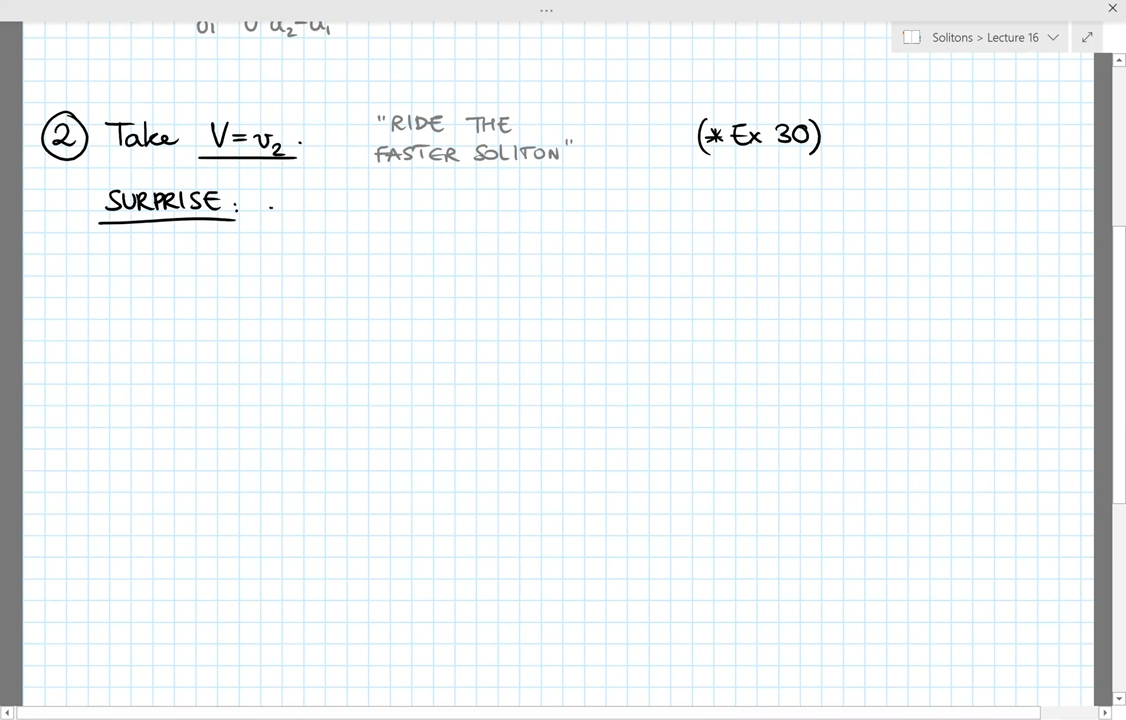 ...
Solitons > Lecture 16
② Take V = v₂. "RIDE THE FASTER SOLITON" (* Ex 30)
SURPRISE: .